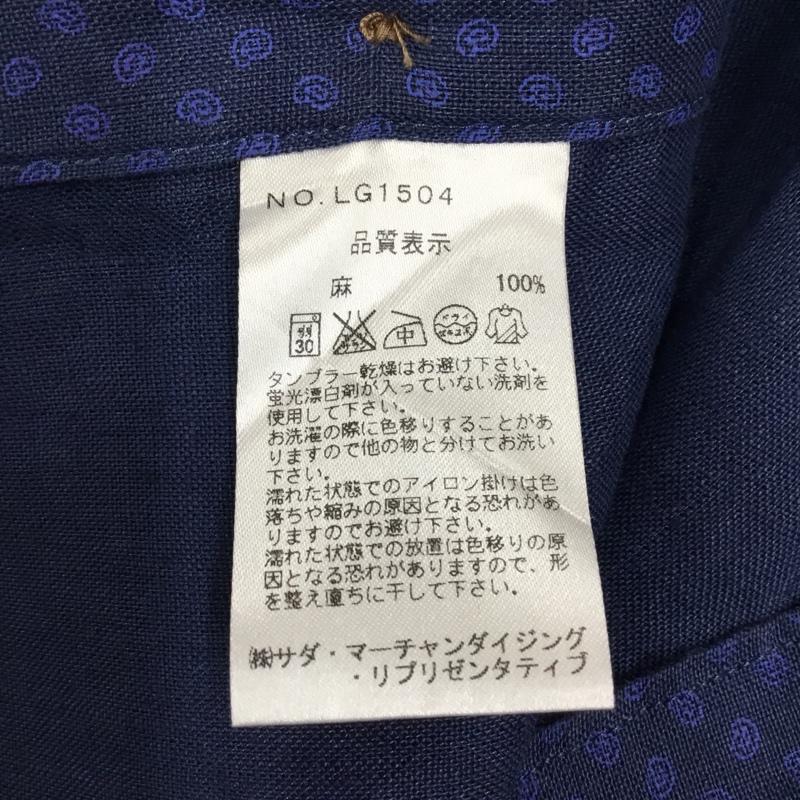 NO.LG1504
品質表示
麻 100%
弱 30 中 ドライ
タンブラー乾燥はお避け下さい。
蛍光漂白剤が入っていない洗剤を
使用して下さい。
お洗濯の際に色移りすることがあ
りますので他の物と分けてお洗い
下さい。
濡れた状態でのアイロン掛けは色
落ちや縮みの原因となる恐れがあ
りますのでお避け下さい。
濡れた状態での放置は色移りの原
因となる恐れがありますので、形
を整え直ちに干して下さい。
㈱サダ・マーチャンダイジング
・リプリゼンタティブ